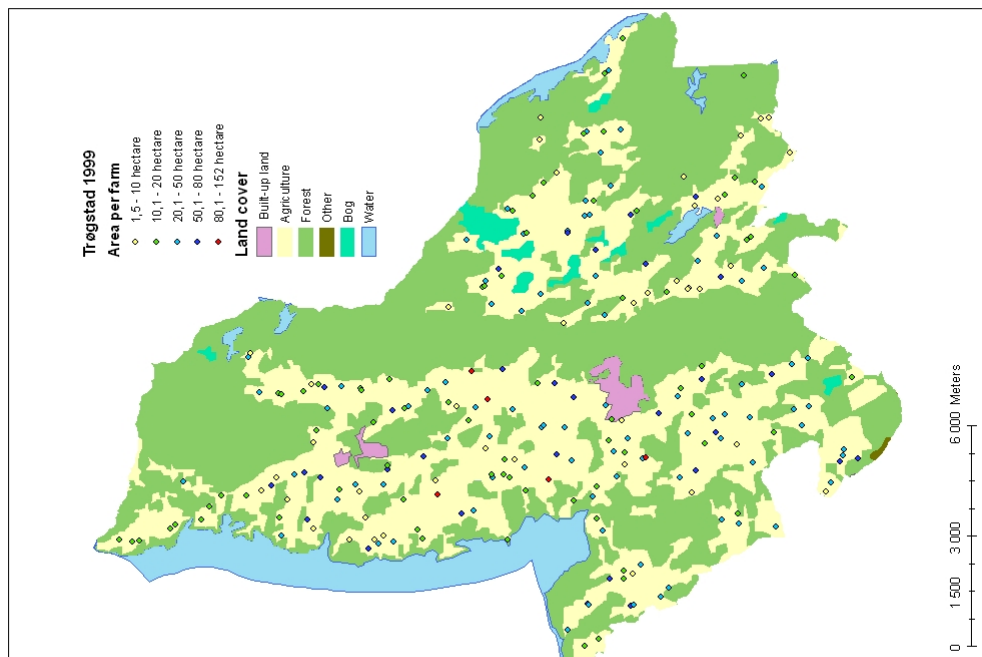 Trøgstad 1999
Area per farm
1,5 - 10 hectare
10,1 - 20 hectare
20,1 - 50 hectare
50,1 - 80 hectare
80,1 - 152 hectare
Land cover
Built-up land
Agriculture
Forest
Other
Bog
Water
0 1 500 3 000 6 000 Meters